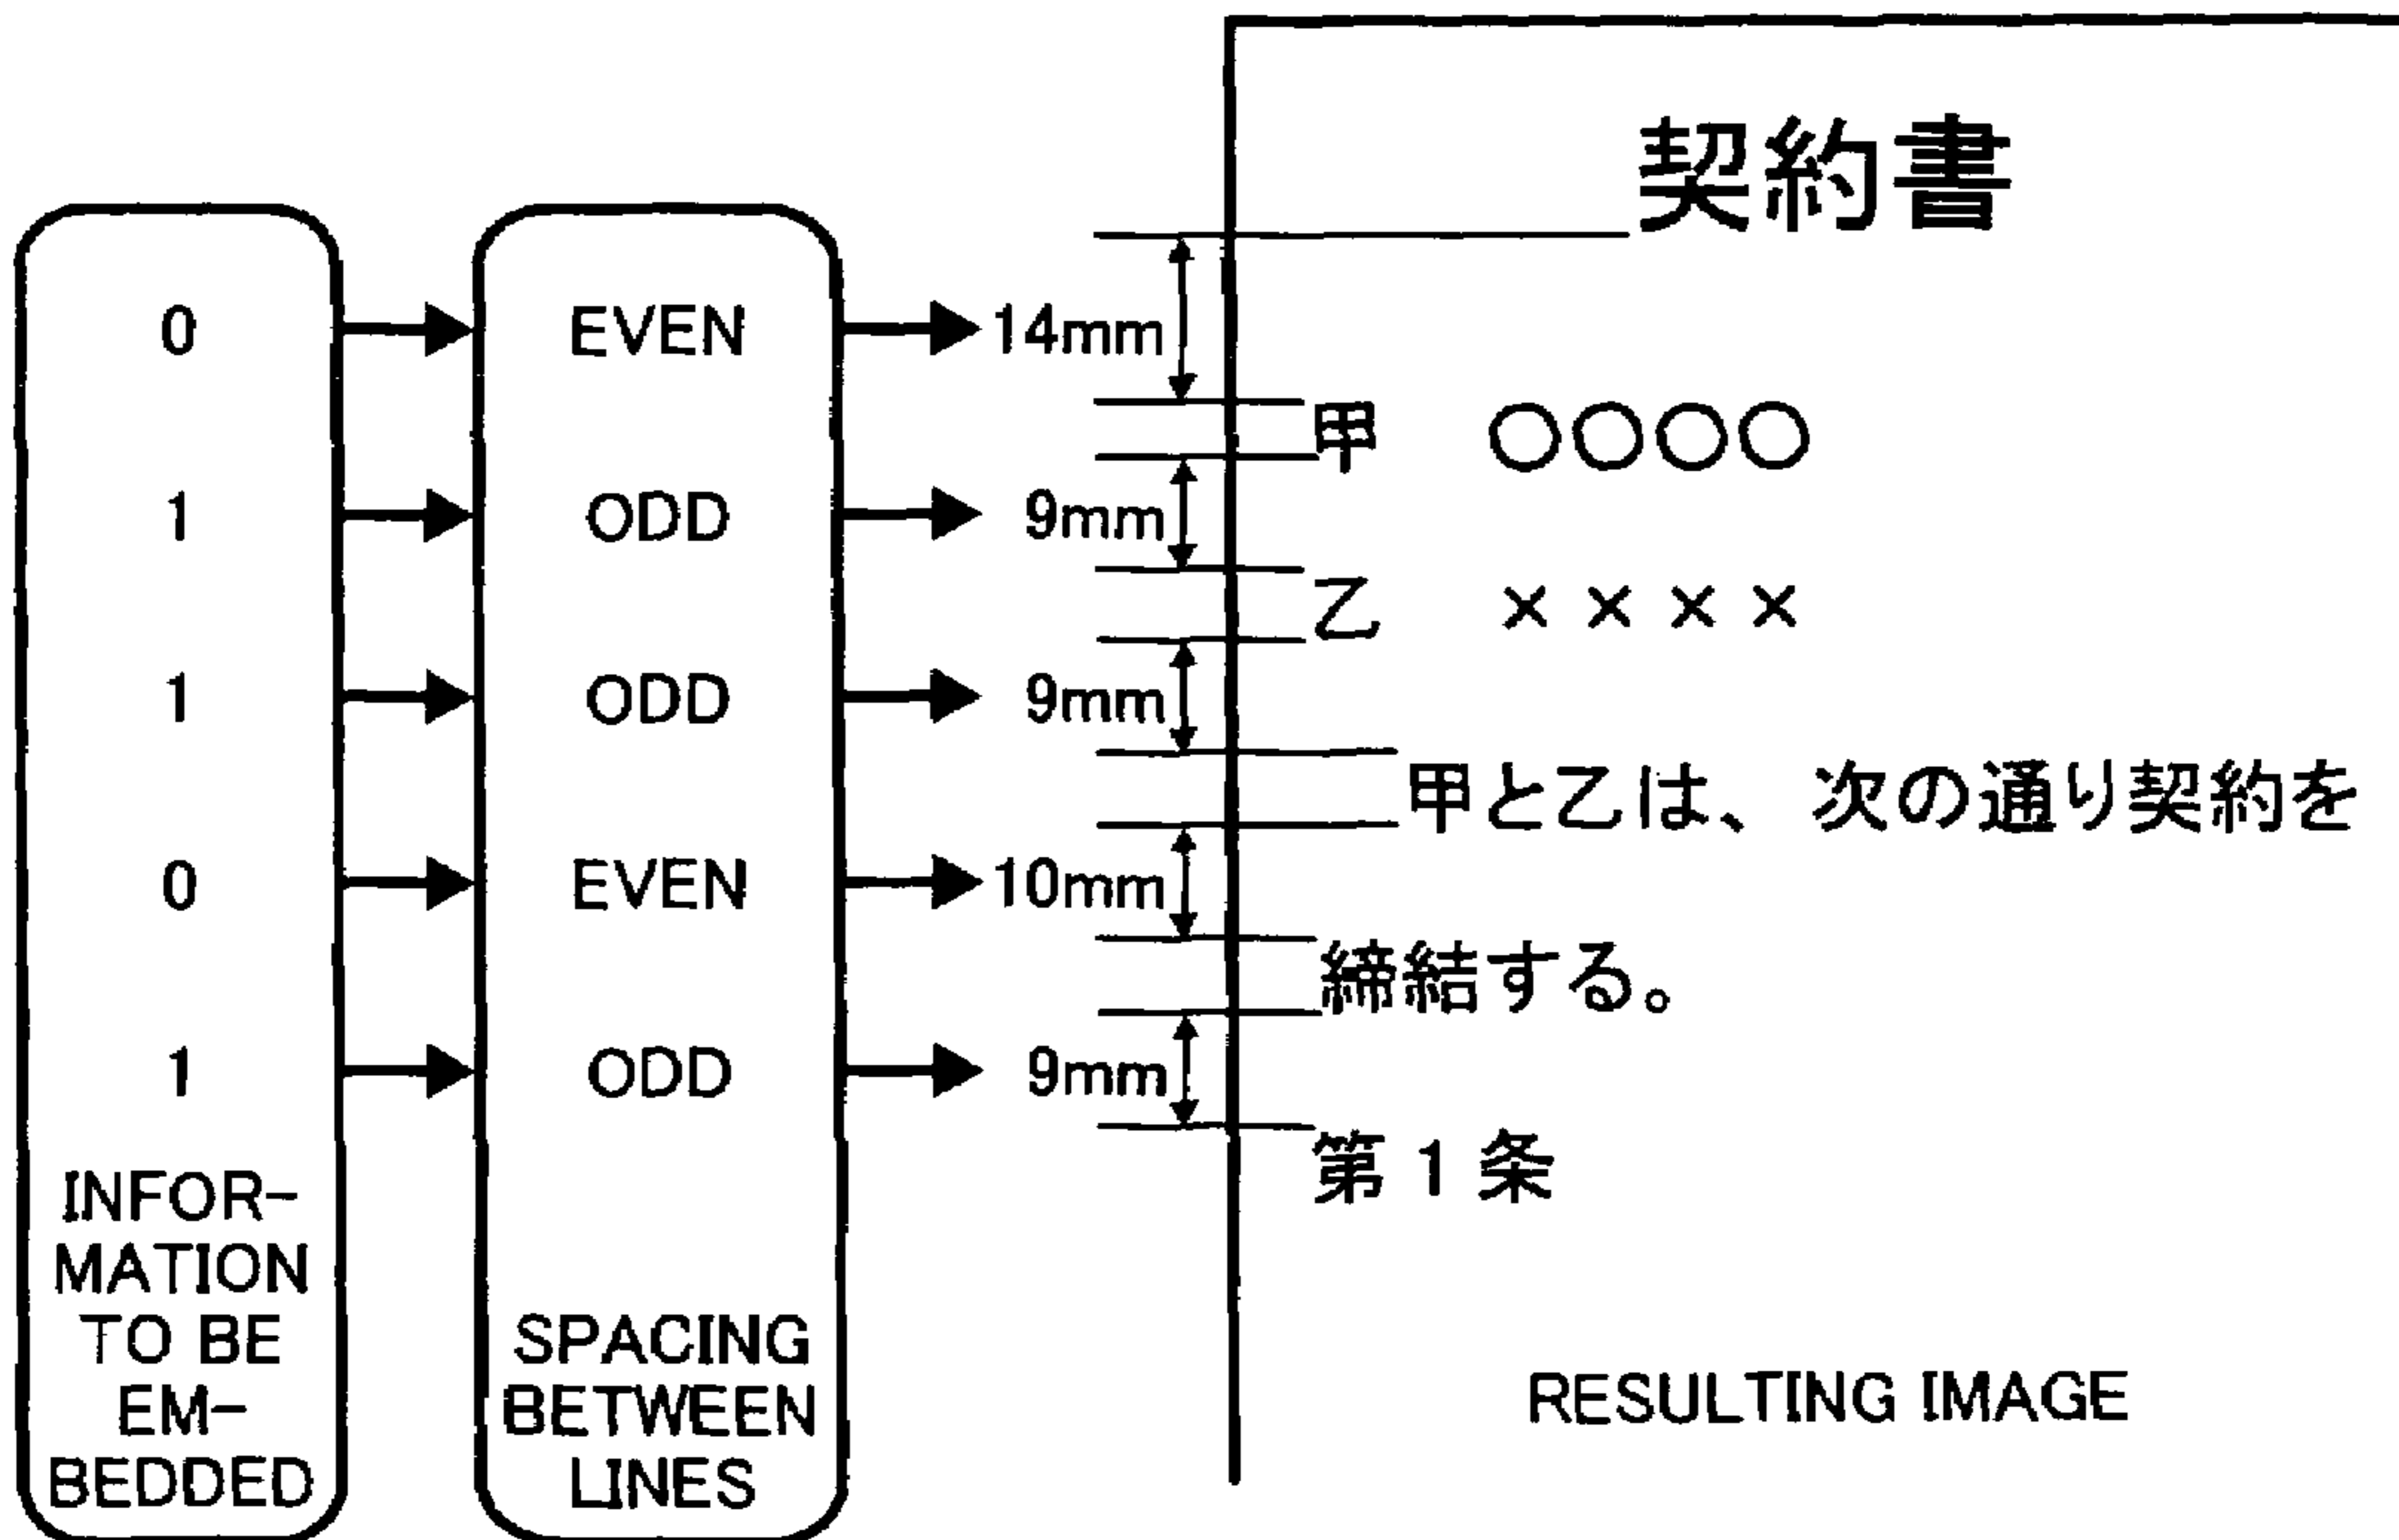 契約書
0 EVEN 14mm
甲 ○○○○
1 ODD 9mm
乙 ××××
1 ODD 9mm
甲と乙は、次の通り契約を
0 EVEN 10mm
締結する。
1 ODD 9mm
第1条
INFOR-
MATION
TO BE
EM-
BEDDED
SPACING
BETWEEN
LINES
RESULTING IMAGE